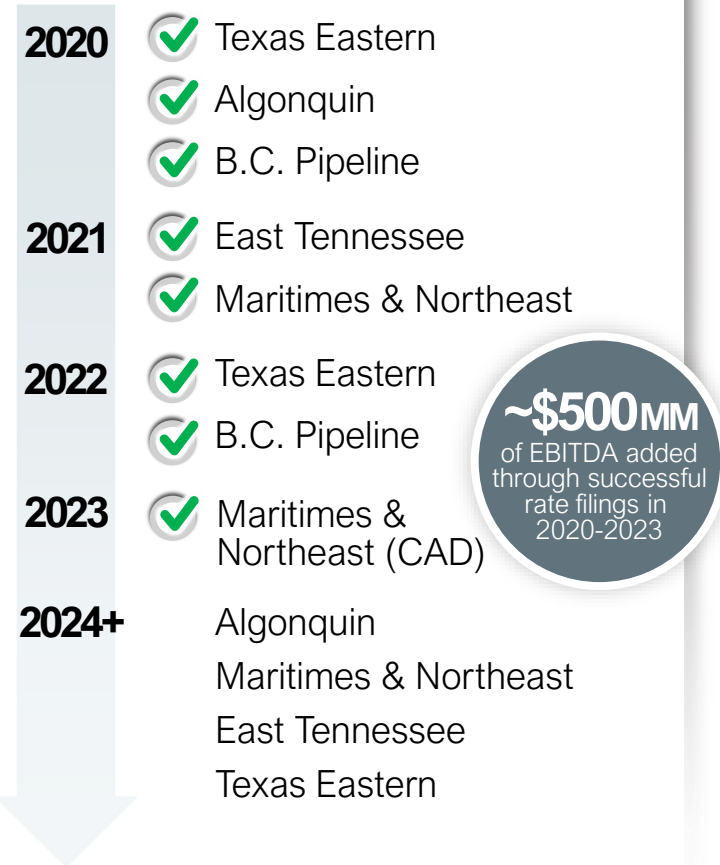 2020
Texas Eastern
Algonquin
B.C. Pipeline
2021
East Tennessee
Maritimes & Northeast
2022
Texas Eastern
B.C. Pipeline
~$500MM
of EBITDA added
through successful
rate filings in
2020-2023
2023
Maritimes &
Northeast (CAD)
2024+
Algonquin
Maritimes & Northeast
East Tennessee
Texas Eastern